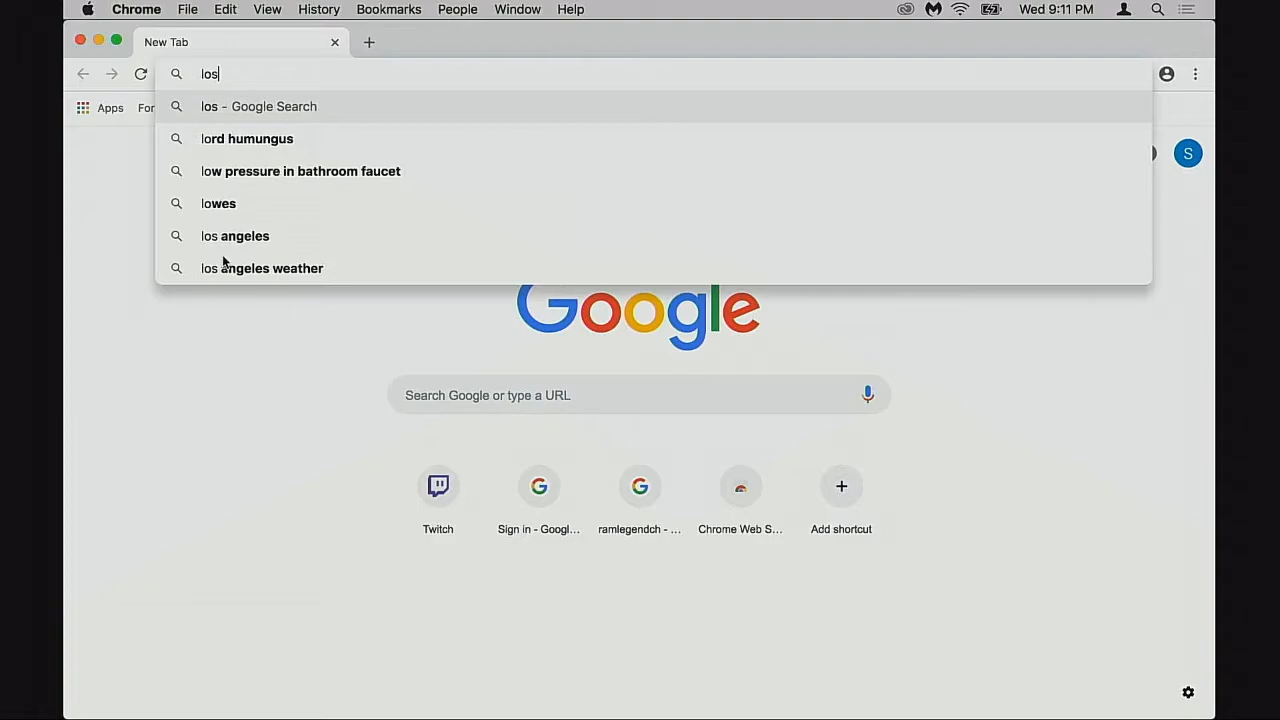 Chrome File Edit View History Bookmarks People Window Help Wed 9:11 PM
New Tab
los
Apps For
los - Google Search
lord humungus
low pressure in bathroom faucet
lowes
los angeles
los angeles weather
S
Google
Search Google or type a URL
Twitch Sign in - Googl... ramlegendch - ... Chrome Web S... Add shortcut